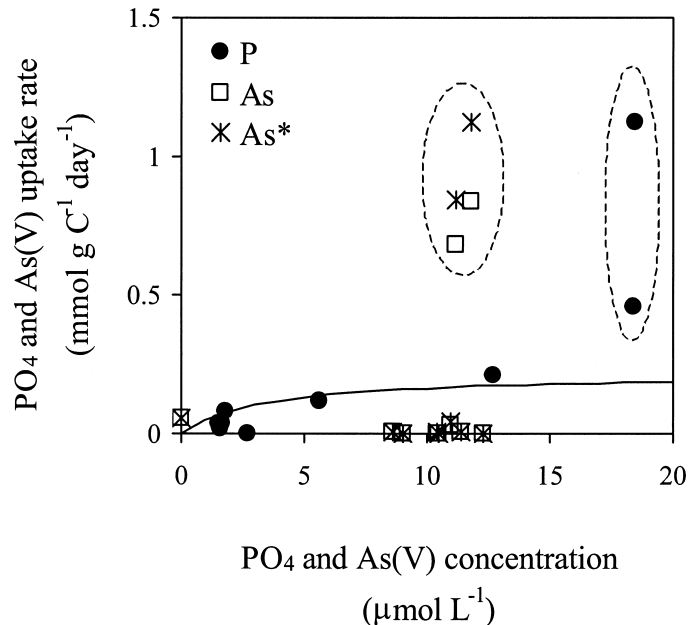 PO4 and As(V) uptake rate
(mmol g C-1 day-1)
1.5
1
0.5
0
P
As
As*
0 5 10 15 20
PO4 and As(V) concentration
(μmol L-1)